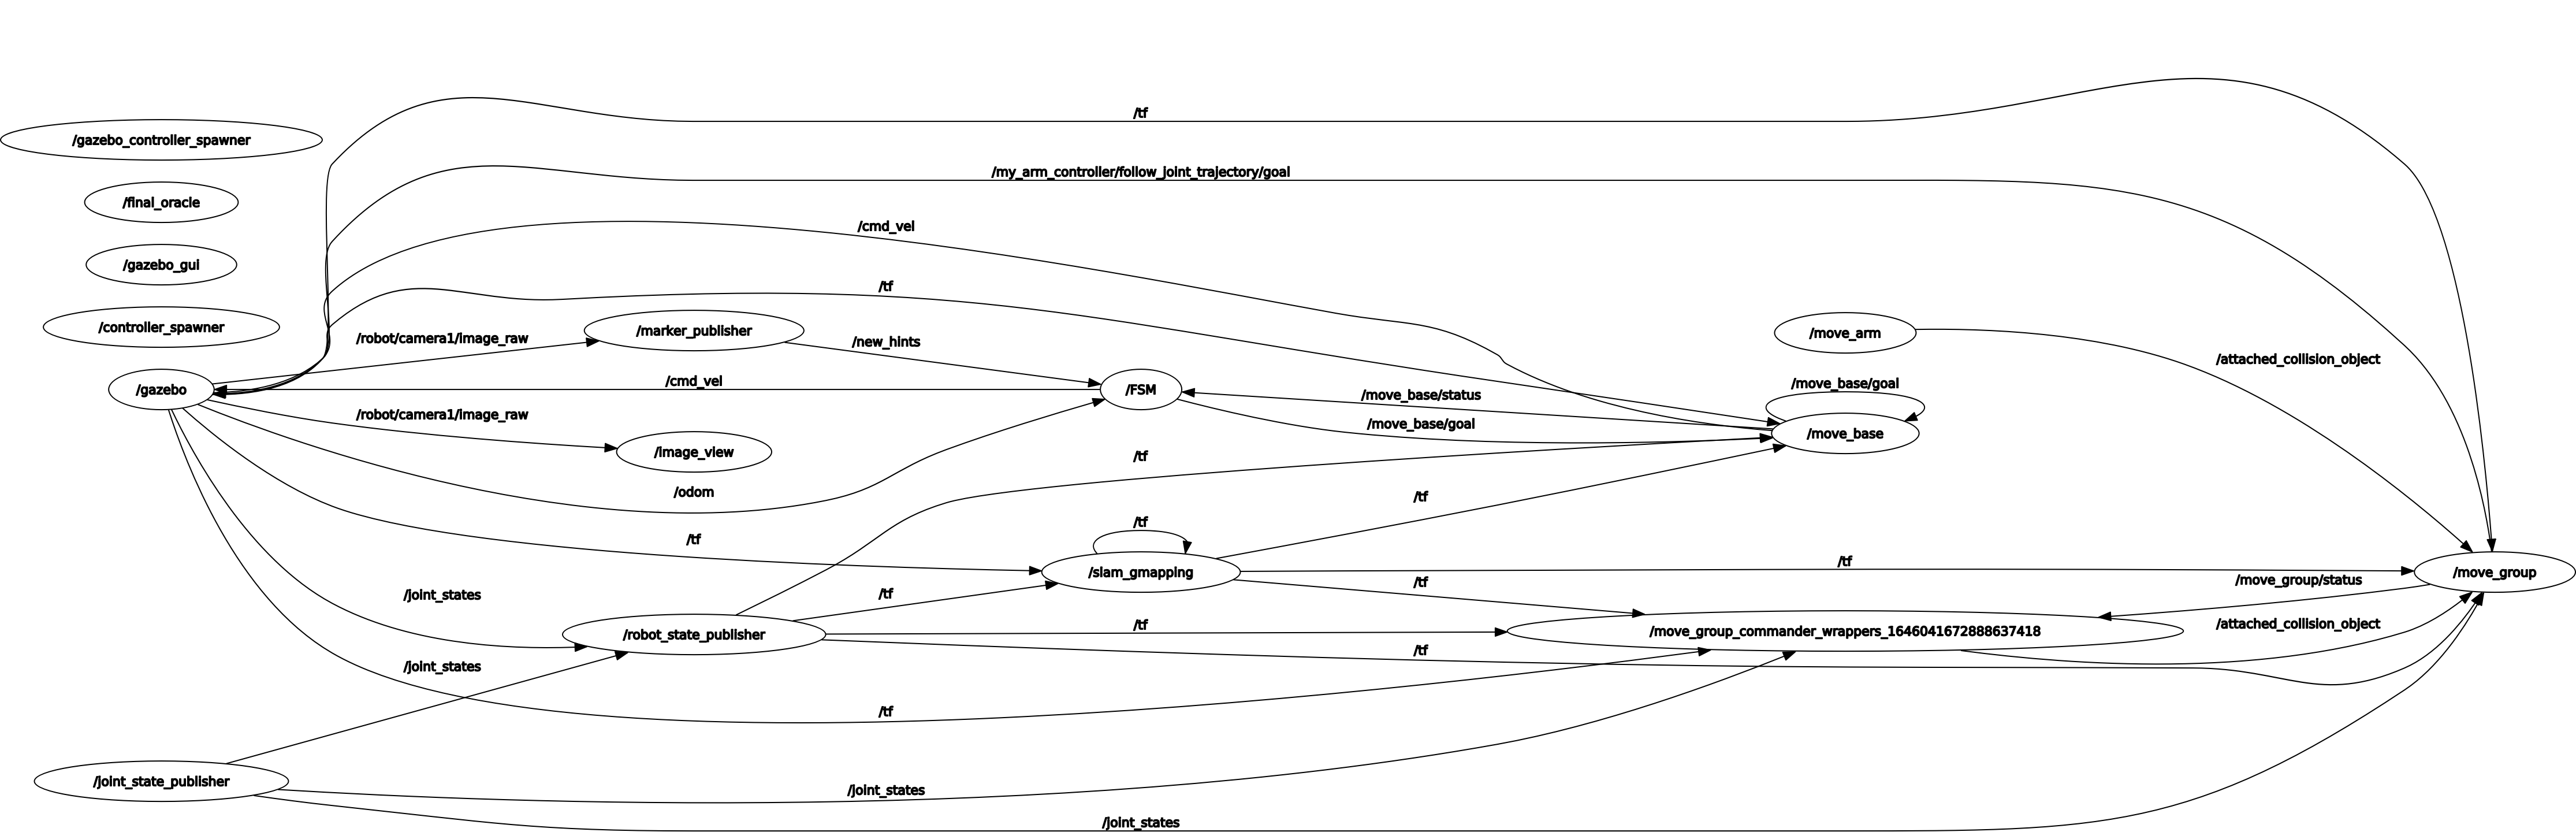 /tf
/gazebo_controller_spawner
/my_arm_controller/follow_joint_trajectory/goal
/final_oracle
/cmd_vel
/gazebo_gui
/tf
/controller_spawner
/marker_publisher
/move_arm
/robot/camera1/image_raw
/new_hints
/attached_collision_object
/cmd_vel
/move_base/goal
/gazebo
/FSM
/move_base/status
/robot/camera1/image_raw
/move_base/goal
/move_base
/image_view
/tf
/odom
/tf
/tf
/tf
/tf
/slam_gmapping
/move_group
/tf
/move_group/status
/joint_states
/tf
/attached_collision_object
/tf
/robot_state_publisher
/move_group_commander_wrappers_1646041672888637418
/tf
/joint_states
/tf
/joint_state_publisher
/joint_states
/joint_states